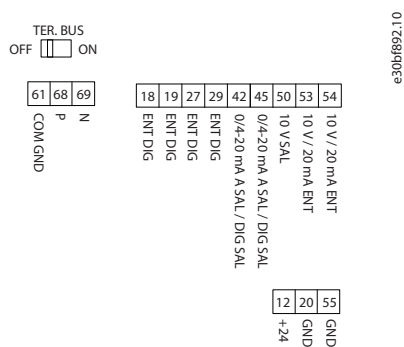 TER. BUS
OFF ON
61 68 69
COM GND
P
N
18 19 27 29 42 45 50 53 54
ENT DIG
ENT DIG
ENT DIG
ENT DIG
0/4-20 mA A SAL / DIG SAL
0/4-20 mA A SAL / DIG SAL
10 V SAL
10 V / 20 mA ENT
10 V / 20 mA ENT
12 20 55
+24
GND
GND
e30bf892.10